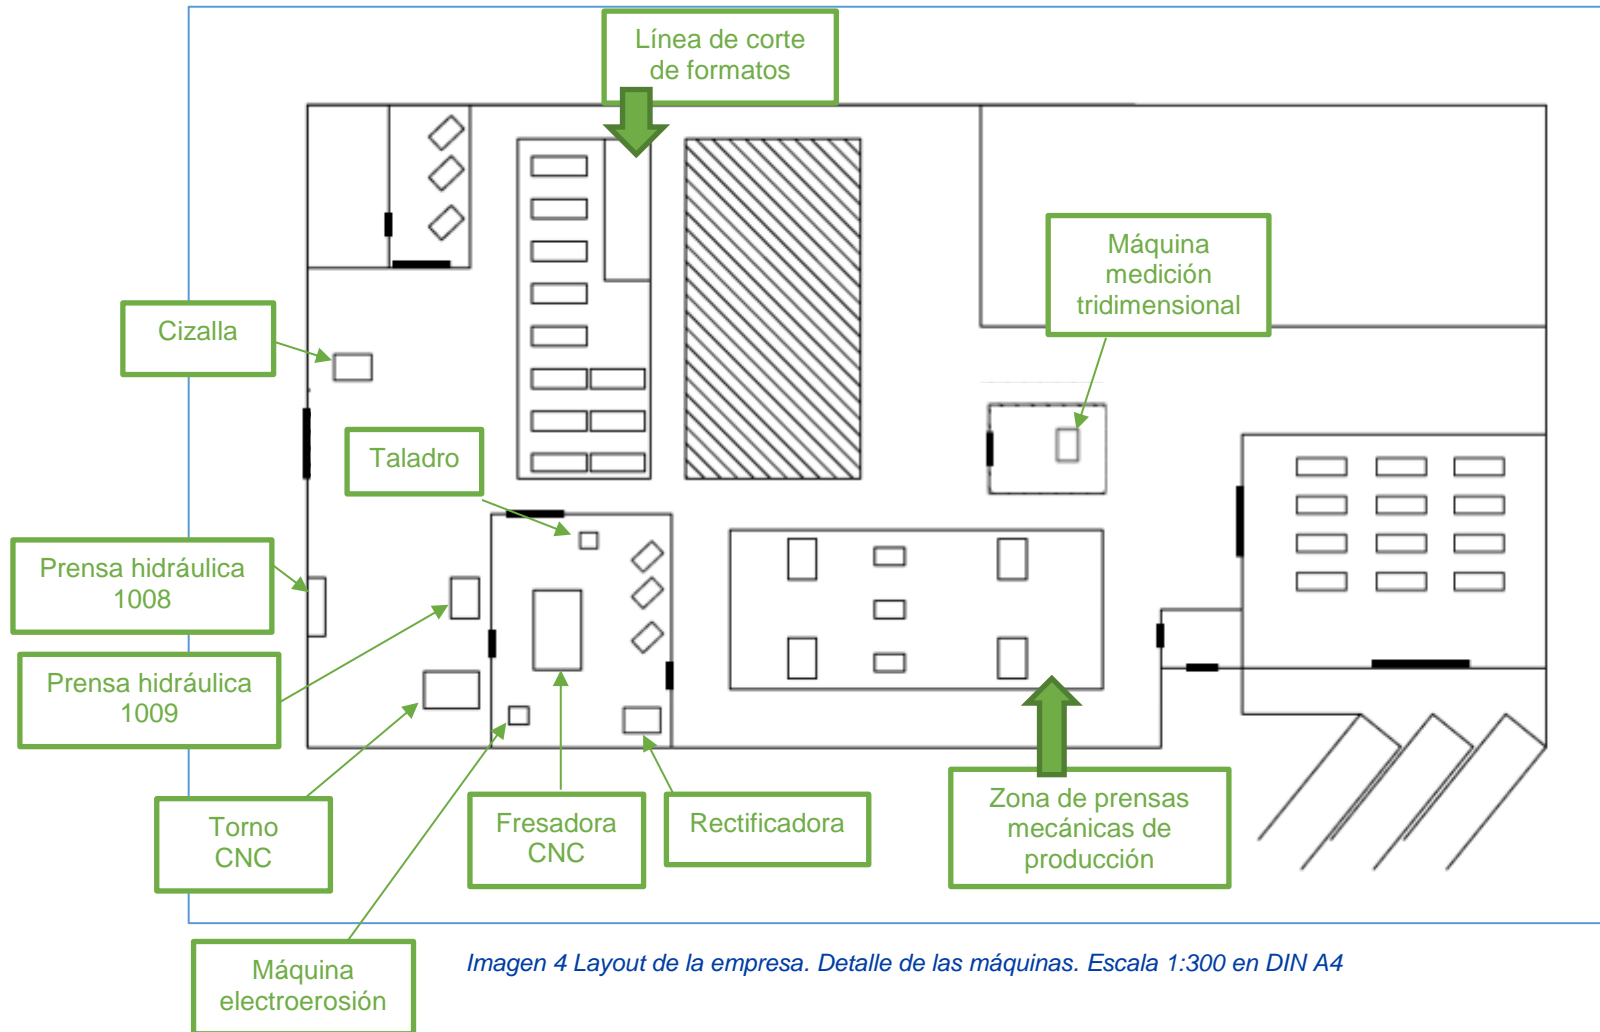 Línea de corte
de formatos
Máquina
medición
tridimensional
Cizalla
Taladro
Prensa hidráulica
1008
Prensa hidráulica
1009
Torno
CNC
Fresadora
CNC
Rectificadora
Zona de prensas
mecánicas de
producción
Máquina
electroerosión
Imagen 4 Layout de la empresa. Detalle de las máquinas. Escala 1:300 en DIN A4